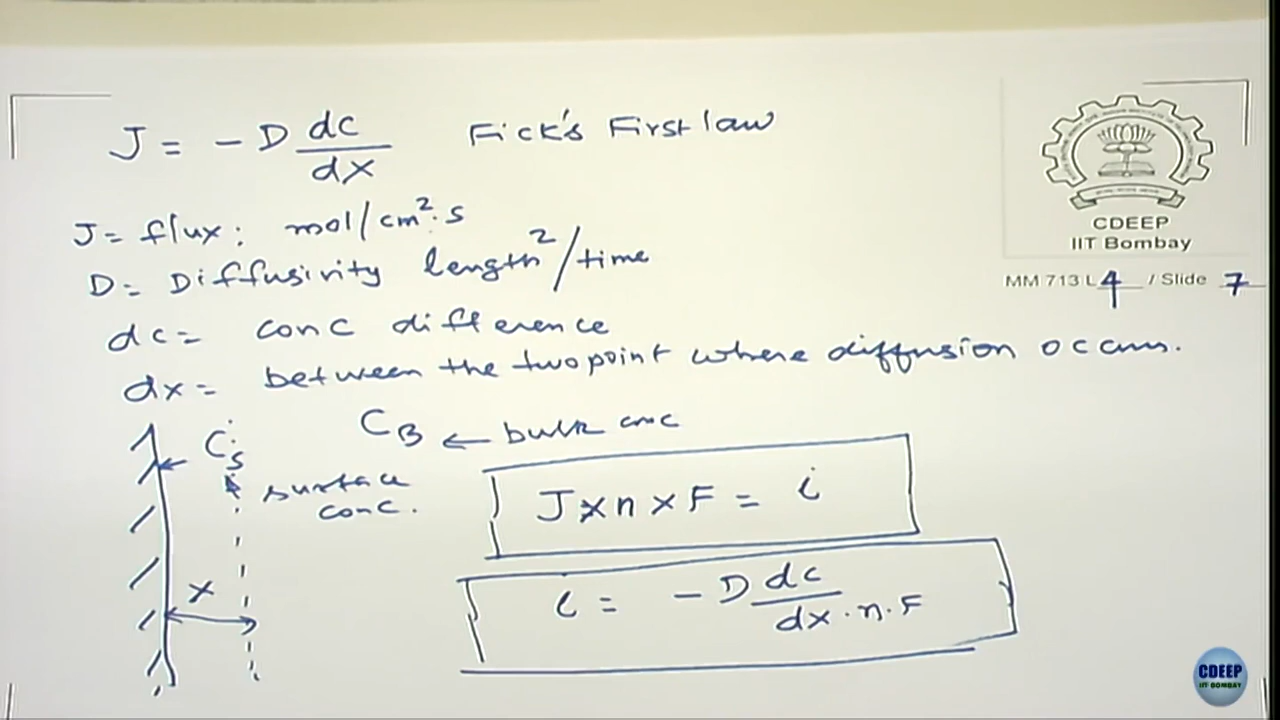 J = - D dc/dx Fick's First law
J = flux : mol/cm².s
D = Diffusivity length²/time
dc = conc difference
dx = between the two point where diffusion occurs.
C_B ← bulk conc
C_s
surface
conc.
J x n x F = i
x
i = - D dc/dx . n . F
CDEEP
IIT Bombay
MM 713 L 4 / Slide 7
CDEEP
IIT BOMBAY